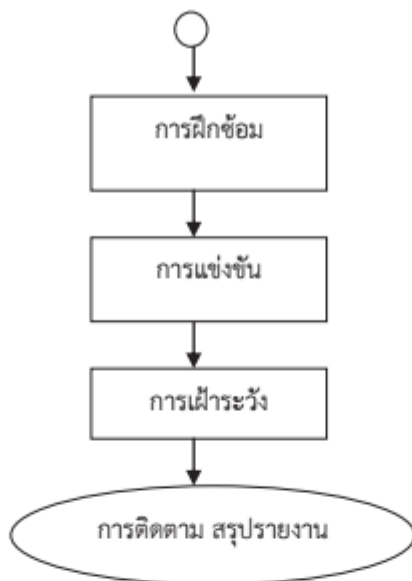 การฝึกซ้อม
การแข่งขัน
การเฝ้าระวัง
การติดตาม สรุปรายงาน